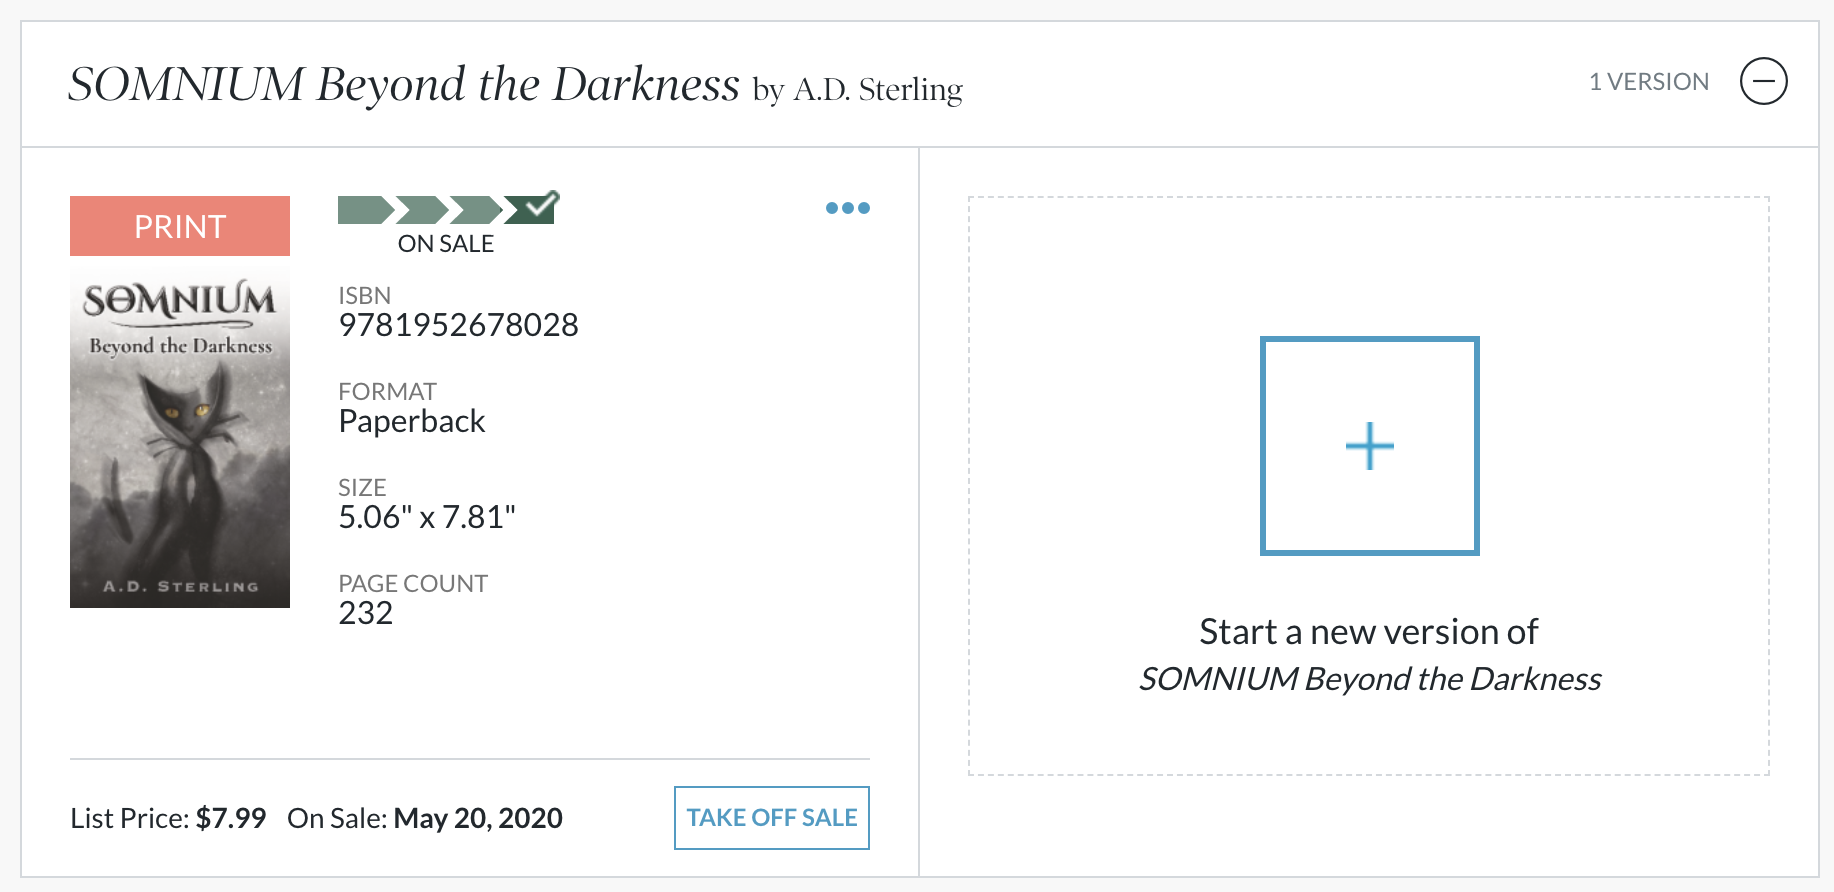 SOMNIUM Beyond the Darkness by A.D. Sterling
1 VERSION
PRINT
SOMNIUM
Beyond the Darkness
A.D. STERLING
ON SALE
ISBN
9781952678028
FORMAT
Paperback
SIZE
5.06" x 7.81"
PAGE COUNT
232
List Price: $7.99 On Sale: May 20, 2020
TAKE OFF SALE
Start a new version of
SOMNIUM Beyond the Darkness